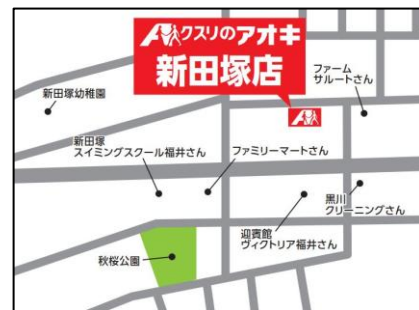 クスリのアオキ
新田塚店
ファーム
サルートさん
新田塚幼稚園
新田塚
スイミングスクール福井さん
ファミリーマートさん
黒川
クリーニングさん
迎賓館
ヴィクトリア福井さん
秋桜公園